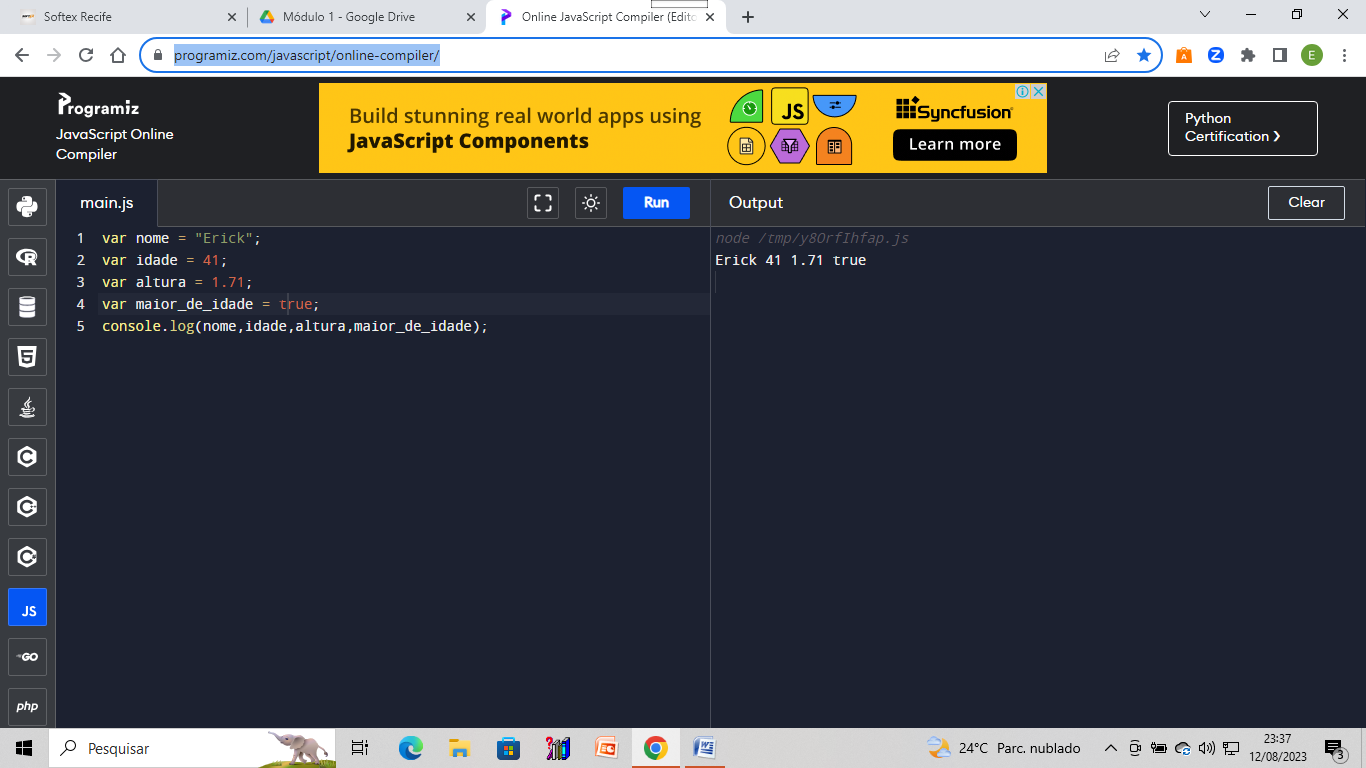 Softex Recife
Módulo 1 - Google Drive
Online JavaScript Compiler (Edito
programiz.com/javascript/online-compiler/
E
Programiz
JavaScript Online
Compiler
Build stunning real world apps using
JavaScript Components
JS
Syncfusion
Learn more
Python
Certification ❯
main.js
Run
Output
Clear
1 var nome = "Erick";
2 var idade = 41;
3 var altura = 1.71;
4 var maior_de_idade = true;
5 console.log(nome,idade,altura,maior_de_idade);
node /tmp/y8OrfIhfap.js
Erick 41 1.71 true
R
5
C
C
C
JS
GO
php
Pesquisar
W
24°C Parc. nublado
23:37
12/08/2023
3